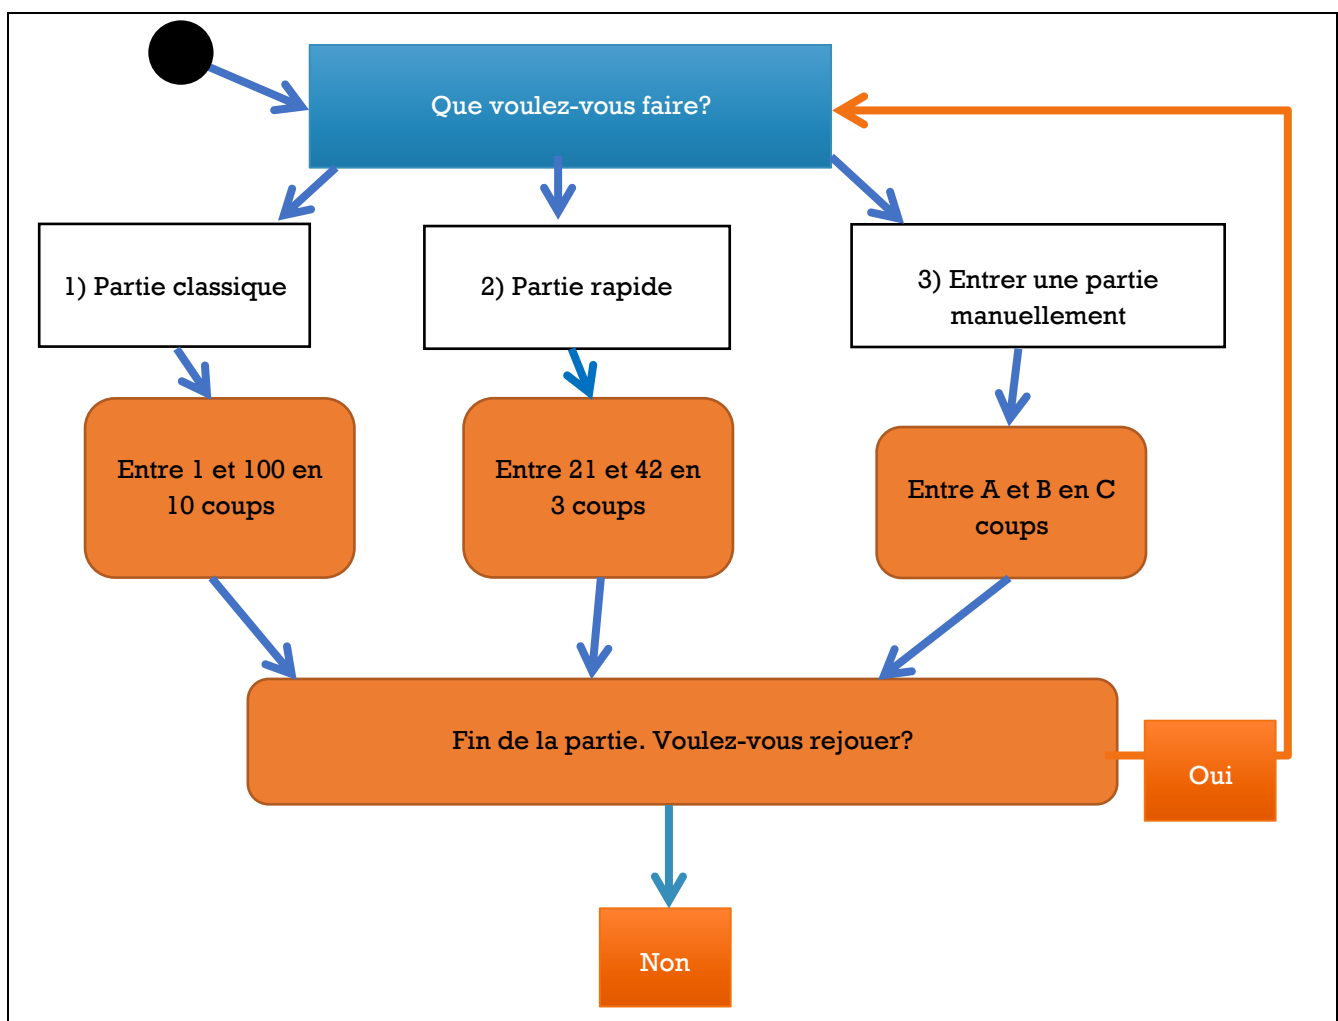 Que voulez-vous faire?
1) Partie classique
2) Partie rapide
3) Entrer une partie
manuellement
Entre 1 et 100 en
10 coups
Entre 21 et 42 en
3 coups
Entre A et B en C
coups
Fin de la partie. Voulez-vous rejouer?
Oui
Non